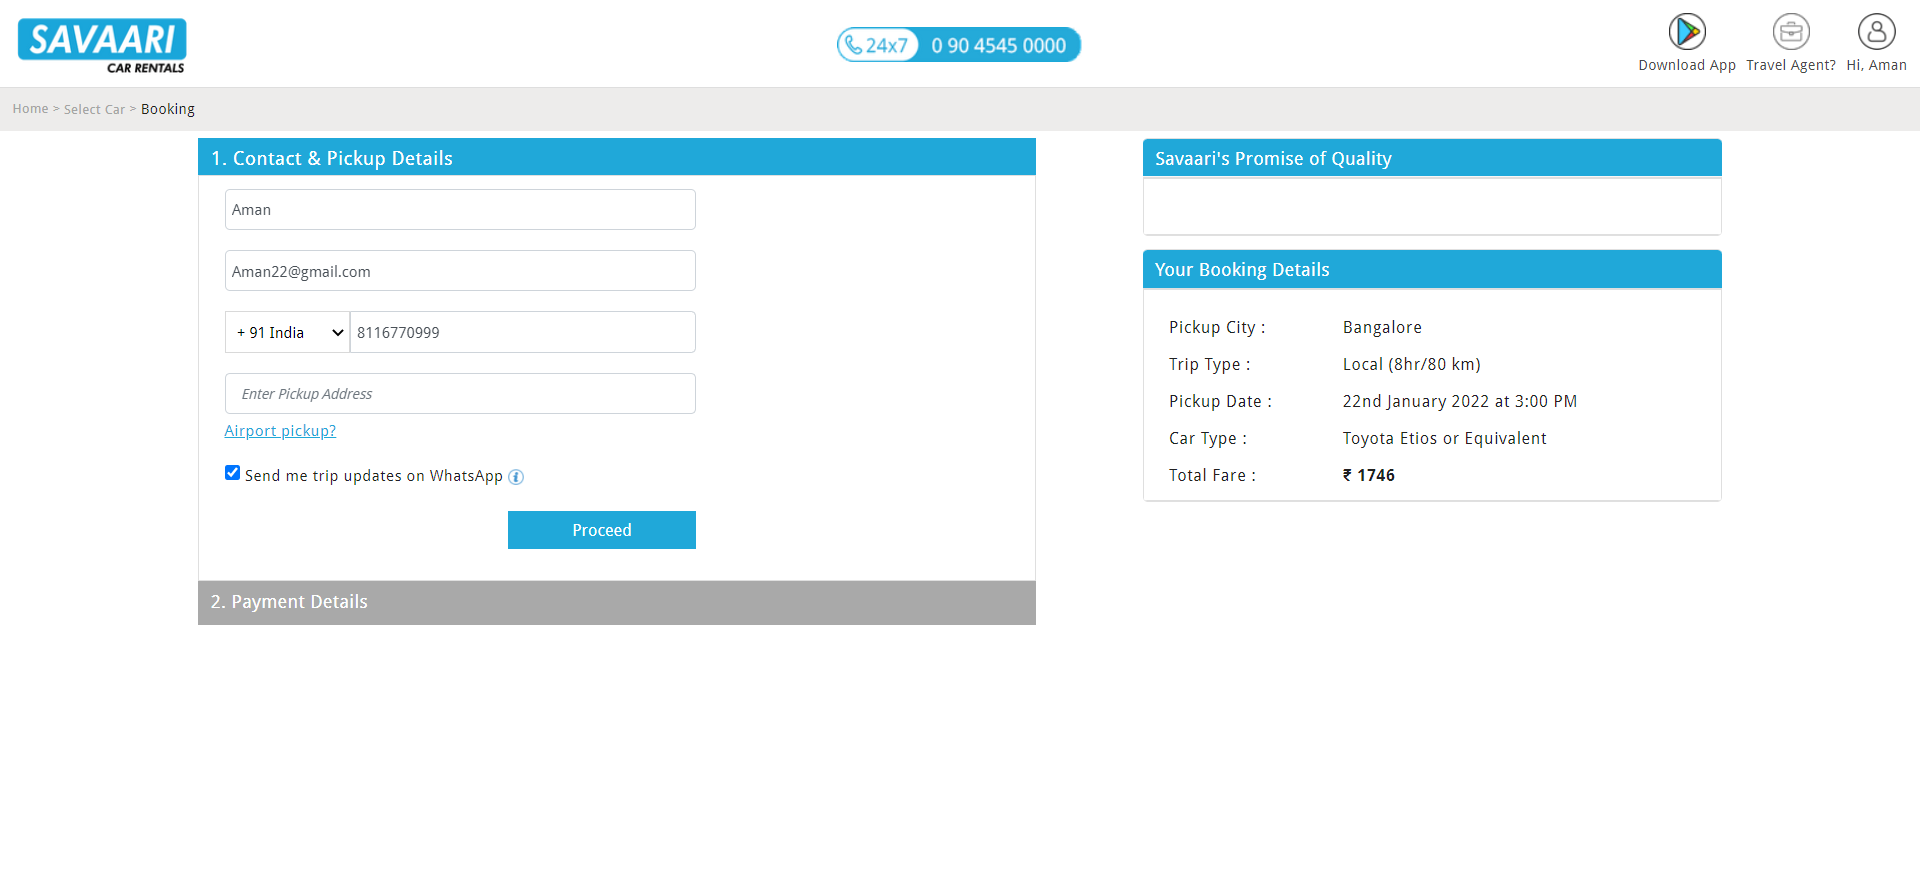 SAVAARI
CAR RENTALS
24x7 0 90 4545 0000
Download App
Travel Agent?
Hi, Aman
Home > Select Car > Booking
1. Contact & Pickup Details
Aman
Aman22@gmail.com
+ 91 India
8116770999
Enter Pickup Address
Airport pickup?
Send me trip updates on WhatsApp i
Proceed
2. Payment Details
Savaari's Promise of Quality
Your Booking Details
Pickup City : Bangalore
Trip Type : Local (8hr/80 km)
Pickup Date : 22nd January 2022 at 3:00 PM
Car Type : Toyota Etios or Equivalent
Total Fare : ₹ 1746